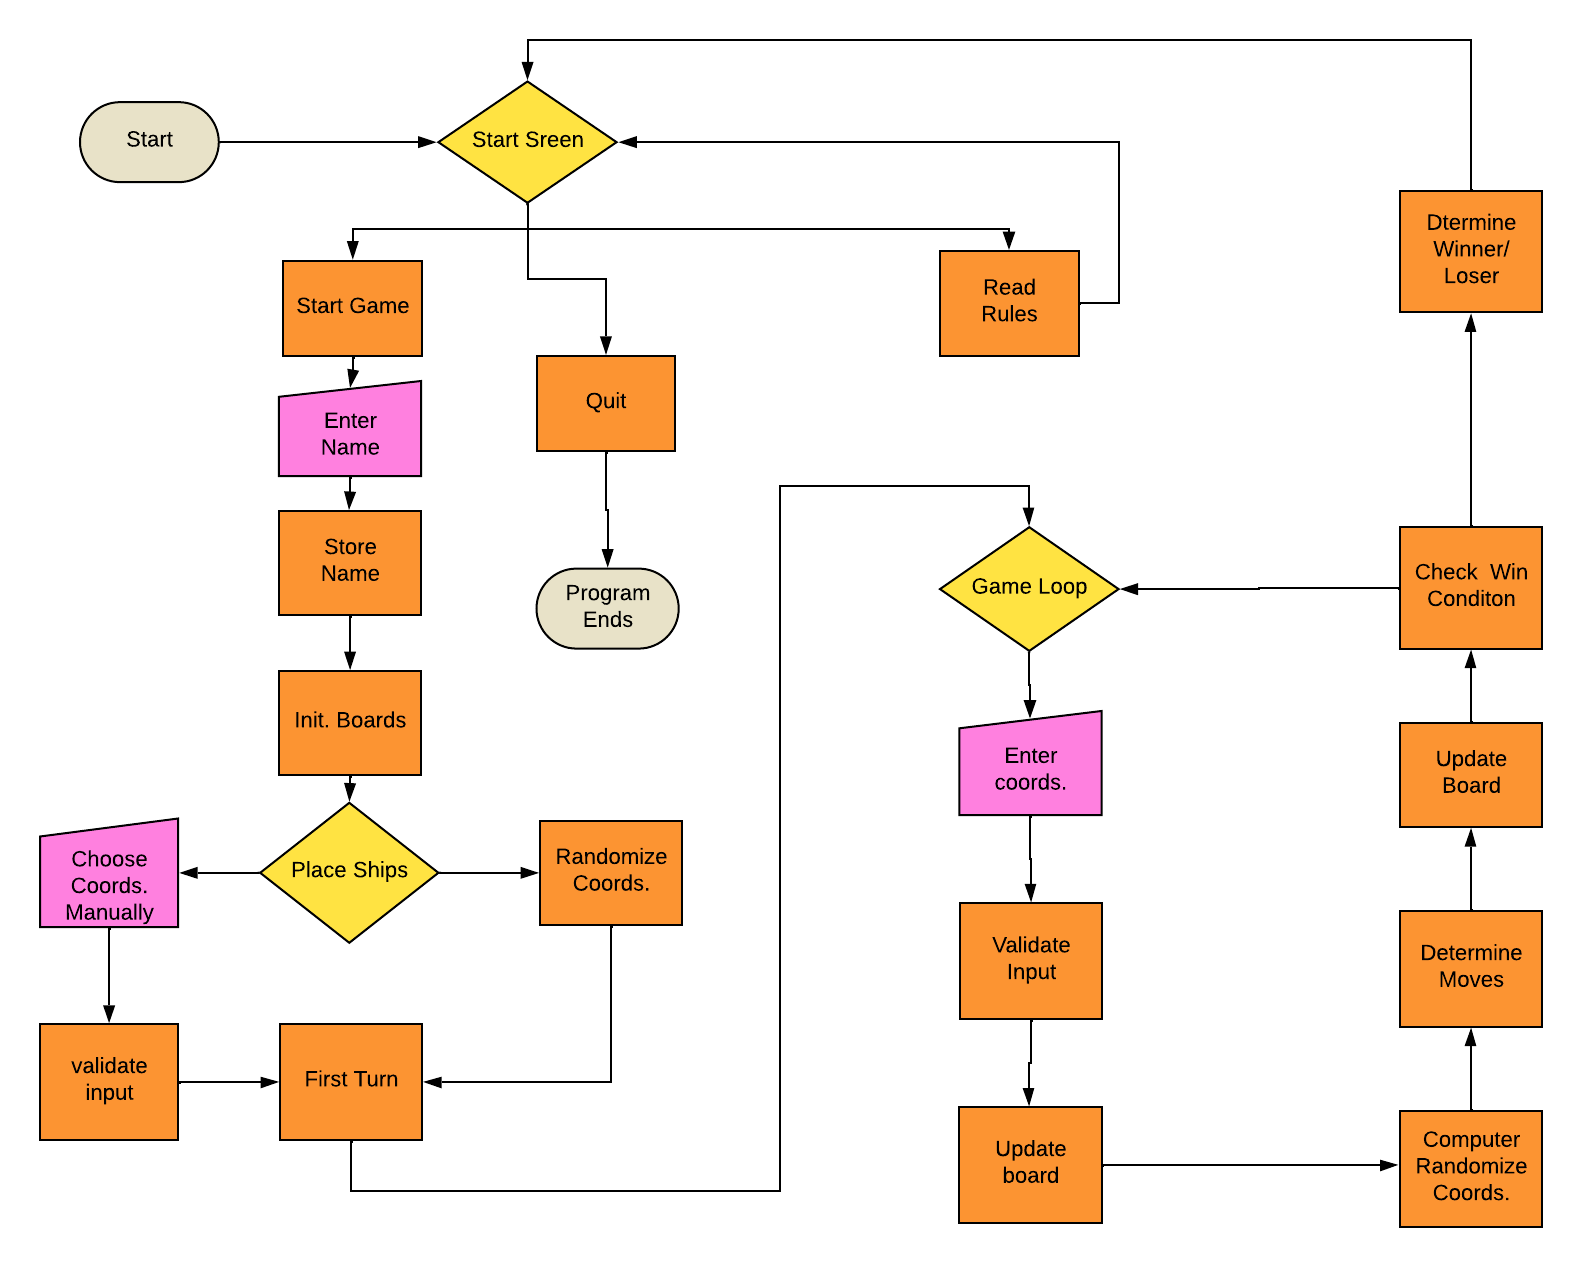 Start
Start Sreen
Dtermine
Winner/
Loser
Start Game
Read
Rules
Quit
Enter
Name
Store
Name
Program
Ends
Game Loop
Check  Win
Conditon
Init. Boards
Enter
coords.
Update
Board
Choose
Coords.
Manually
Place Ships
Randomize
Coords.
Validate
Input
Determine
Moves
validate
input
First Turn
Update
board
Computer
Randomize
Coords.